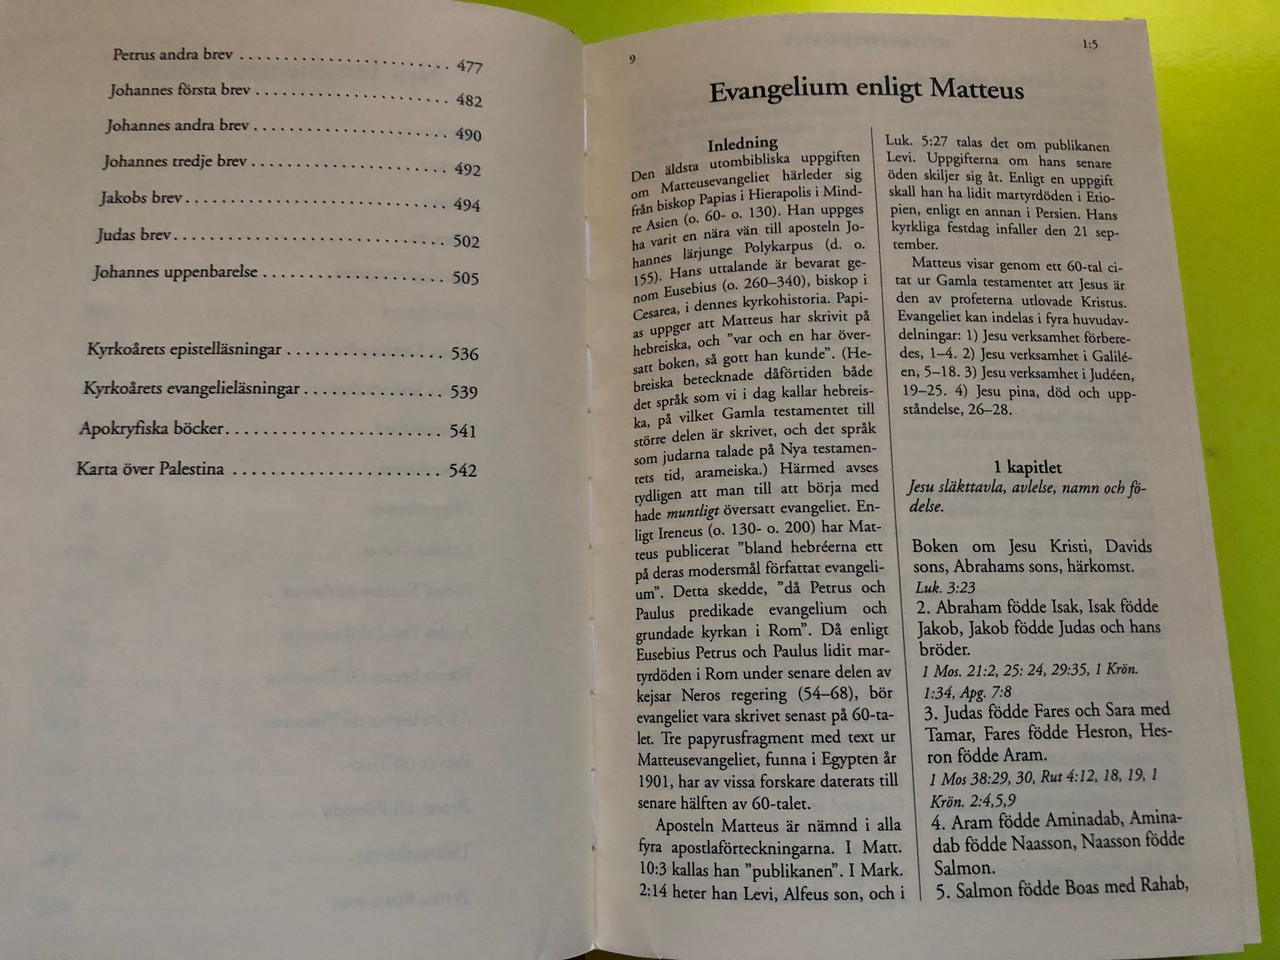 Petrus andra brev .......................... 477
Johannes första brev ........................ 482
Johannes andra brev ........................ 490
Johannes tredje brev ........................ 492
Jakobs brev................................ 494
Judas brev................................. 502
Johannes uppenbarelse ...................... 505
Kyrkoårets epistelläsningar ................. 536
Kyrkoårets evangelieläsningar ............... 539
Apokryfiska böcker........................ 541
Karta över Palestina ....................... 542
9
1:5
Evangelium enligt Matteus
Inledning
Den äldsta utombibliska uppgiften
om Matteusevangeliet härleder sig
från biskop Papias i Hierapolis i Mind-
re Asien (o. 60- o. 130). Han uppges
ha varit en nära vän till aposteln Jo-
hannes lärjunge Polykarpus (d. o.
155). Hans uttalande är bevarat ge-
nom Eusebius (o. 260–340), biskop i
Cesarea, i dennes kyrkohistoria. Papi-
as uppger att Matteus har skrivit på
hebreiska, och "var och en har över-
satt boken, så gott han kunde". (He-
breiska betecknade dåförtiden både
det språk som vi i dag kallar hebreis-
ka, på vilket Gamla testamentet till
större delen är skrivet, och det språk
som judarna talade på Nya testamen-
tets tid, arameiska.) Härmed avses
tydligen att man till att börja med
hade muntligt översatt evangeliet. En-
ligt Ireneus (o. 130- o. 200) har Mat-
teus publicerat "bland hebréerna ett
på deras modersmål författat evangeli-
um". Detta skedde, "då Petrus och
Paulus predikade evangelium och
grundade kyrkan i Rom". Då enligt
Eusebius Petrus och Paulus lidit mar-
tyrdöden i Rom under senare delen av
kejsar Neros regering (54–68), bör
evangeliet vara skrivet senast på 60-ta-
let. Tre papyrusfragment med text ur
Matteusevangeliet, funna i Egypten år
1901, har av vissa forskare daterats till
senare hälften av 60-talet.
Aposteln Matteus är nämnd i alla
fyra apostlaförteckningarna. I Matt.
10:3 kallas han "publikanen". I Mark.
2:14 heter han Levi, Alfeus son, och i
Luk. 5:27 talas det om publikanen
Levi. Uppgifterna om hans senare
öden skiljer sig åt. Enligt en uppgift
skall han ha lidit martyrdöden i Etio-
pien, enligt en annan i Persien. Hans
kyrkliga festdag infaller den 21 sep-
tember.
Matteus visar genom ett 60-tal ci-
tat ur Gamla testamentet att Jesus är
den av profeterna utlovade Kristus.
Evangeliet kan indelas i fyra huvudav-
delningar: 1) Jesu verksamhet förbere-
des, 1–4. 2) Jesu verksamhet i Galilé-
en, 5–18. 3) Jesu verksamhet i Judéen,
19–25. 4) Jesu pina, död och upp-
ståndelse, 26–28.
1 kapitlet
Jesu släkttavla, avlelse, namn och fö-
delse.
Boken om Jesu Kristi, Davids
sons, Abrahams sons, härkomst.
Luk. 3:23
2. Abraham födde Isak, Isak födde
Jakob, Jakob födde Judas och hans
bröder.
1 Mos. 21:2, 25: 24, 29:35, 1 Krön.
1:34, Apg. 7:8
3. Judas födde Fares och Sara med
Tamar, Fares födde Hesron, Hes-
ron födde Aram.
1 Mos 38:29, 30, Rut 4:12, 18, 19, 1
Krön. 2:4,5,9
4. Aram födde Aminadab, Amina-
dab födde Naasson, Naasson födde
Salmon.
5. Salmon födde Boas med Rahab,